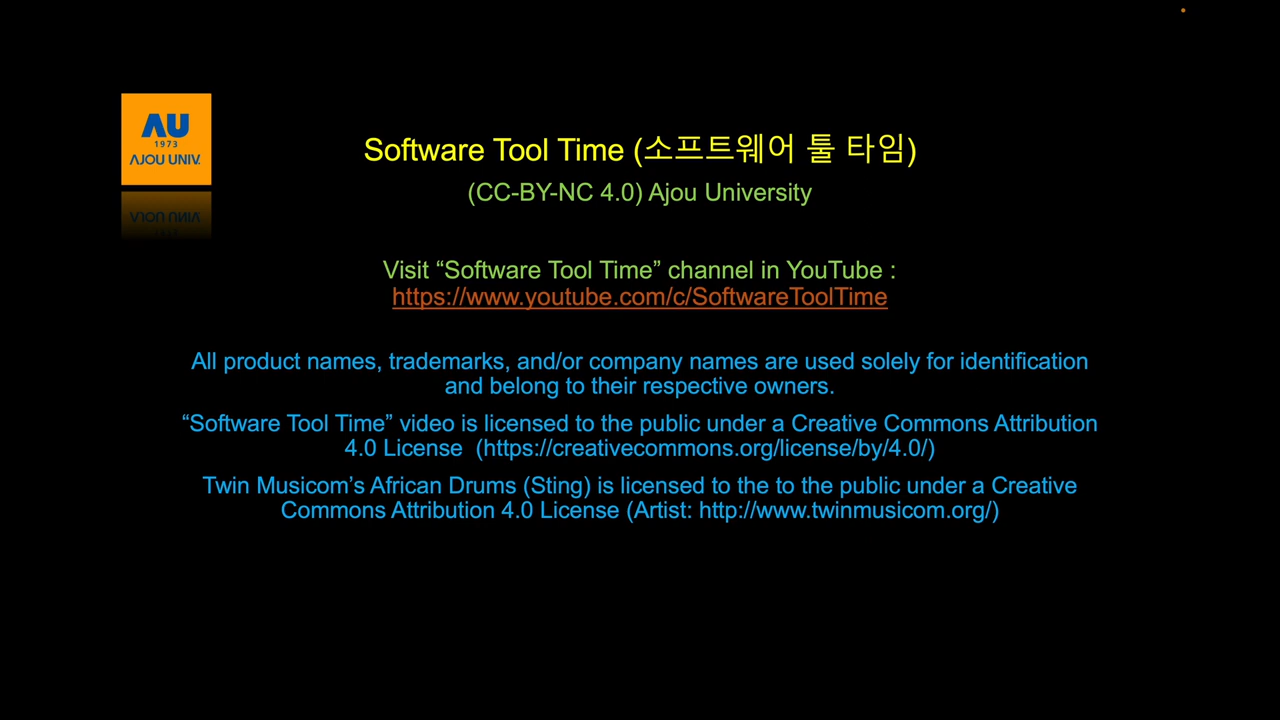 AU
1973
AJOU UNIV.
Software Tool Time (소프트웨어 툴 타임)
(CC-BY-NC 4.0) Ajou University
Visit “Software Tool Time” channel in YouTube :
https://www.youtube.com/c/SoftwareToolTime
All product names, trademarks, and/or company names are used solely for identification
and belong to their respective owners.
“Software Tool Time” video is licensed to the public under a Creative Commons Attribution
4.0 License  (https://creativecommons.org/license/by/4.0/)
Twin Musicom’s African Drums (Sting) is licensed to the to the public under a Creative
Commons Attribution 4.0 License (Artist: http://www.twinmusicom.org/)